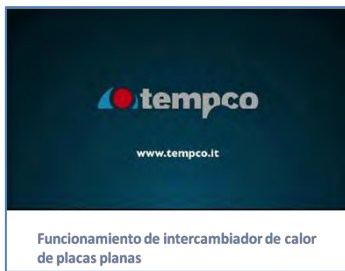 tempco
www.tempco.it
Funcionamiento de intercambiador de calor
de placas planas